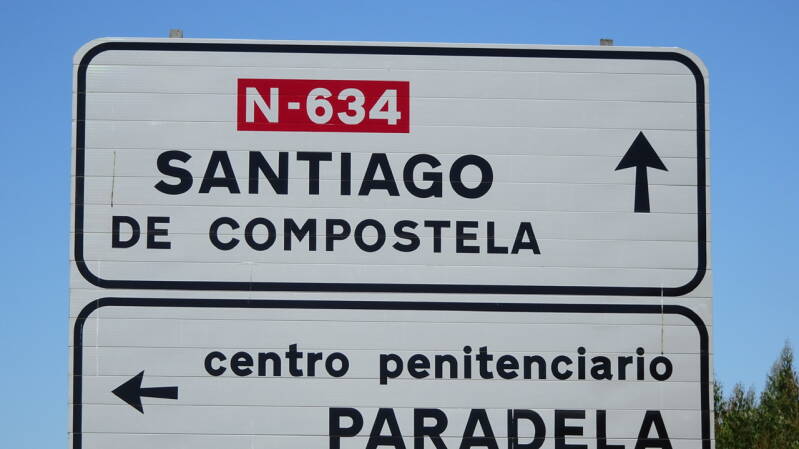 N-634
SANTIAGO
DE COMPOSTELA
centro penitenciario
PARADELA